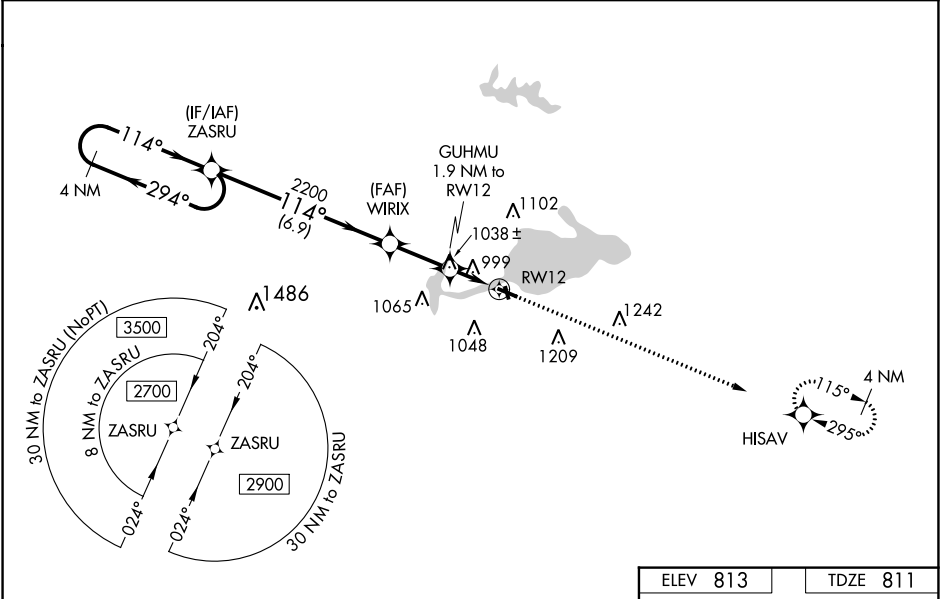 (IF/IAF)
ZASRU
114°
4 NM
294°
2200
114°
(6.9)
(FAF)
WIRIX
GUHMU
1.9 NM to
RW12
1102
1038±
999
RW12
1065
1048
1209
1242
1486
115°
4 NM
295°
HISAV
30 NM to ZASRU (NoPT)
3500
204°
8 NM to ZASRU
2700
ZASRU
024°
204°
ZASRU
2900
024°
30 NM to ZASRU
ELEV 813
TDZE 811